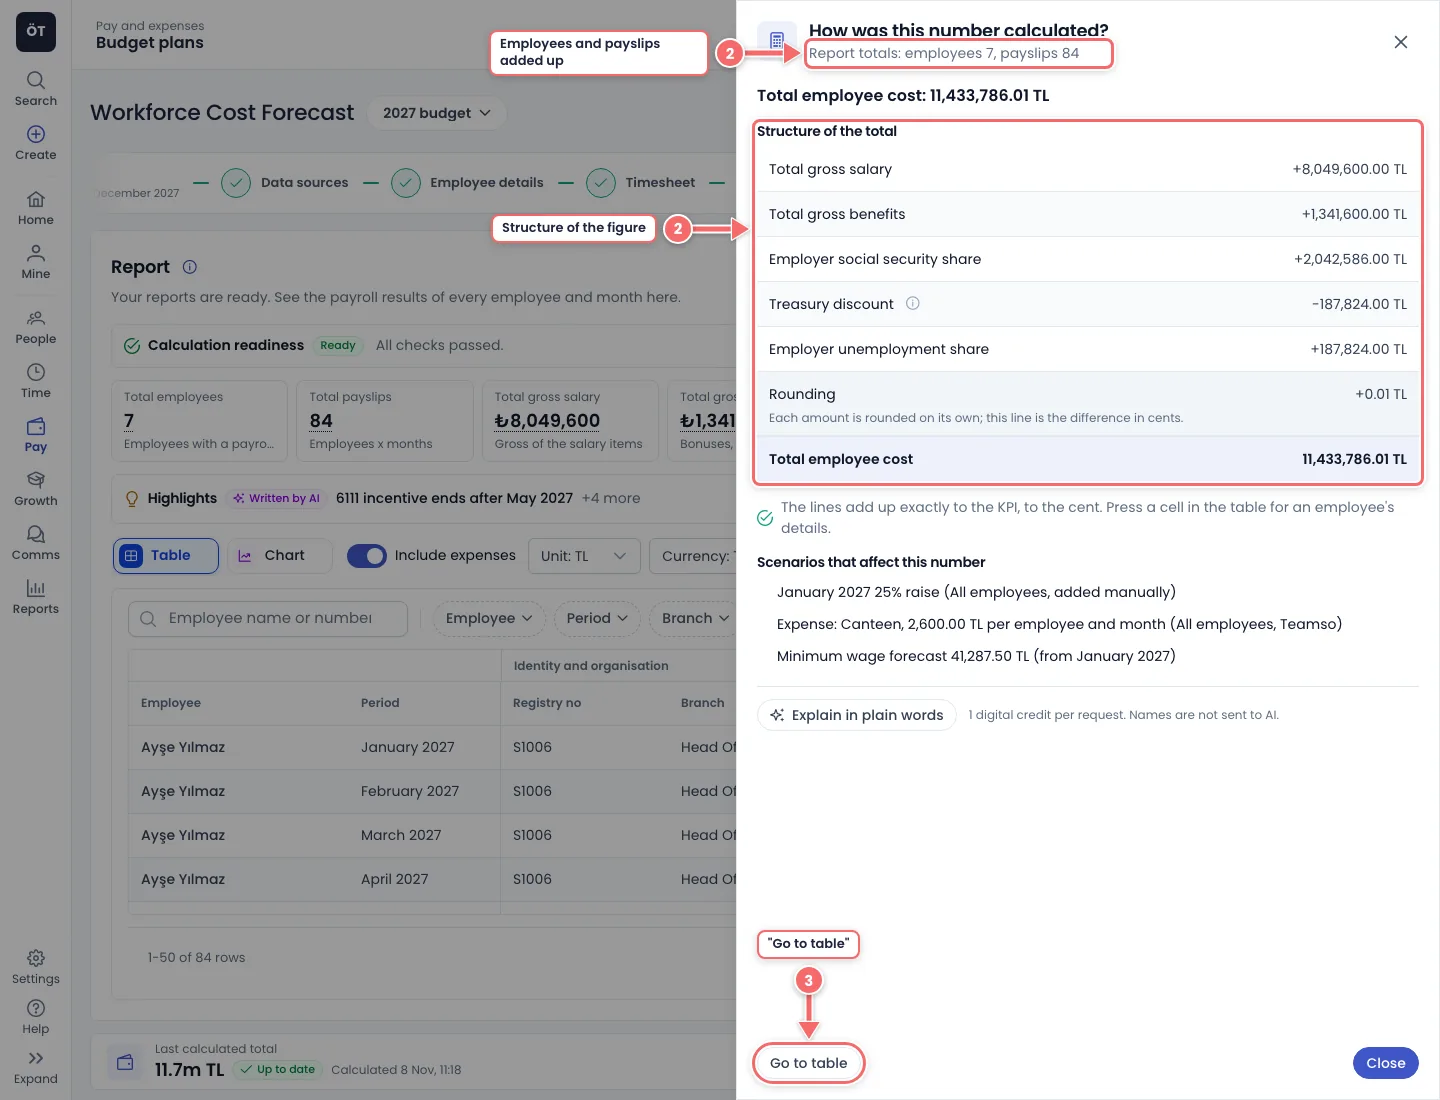 ÖT
Search
Create
Home
Mine
People
Time
Pay
Growth
Comms
Reports
Settings
Help
Expand
Pay and expenses
Budget plans
Workforce Cost Forecast
2027 budget
December 2027
Data sources
Employee details
Timesheet
Report
Your reports are ready. See the payroll results of every employee and month here.
Calculation readiness
Ready
All checks passed.
Total employees
7
Employees with a payro...
Total payslips
84
Employees x months
Total gross salary
₺8,049,600
Gross of the salary items
Total gros
₺1,341
Bonuses,
Highlights
Written by AI
6111 incentive ends after May 2027
+4 more
Table
Chart
Include expenses
Unit: TL
Currency:
Employee name or number
Employee
Period
Branch
Identity and organisation
Employee
Period
Registry no
Branch
Ayşe Yılmaz
January 2027
S1006
Head Of
Ayşe Yılmaz
February 2027
S1006
Head Of
Ayşe Yılmaz
March 2027
S1006
Head Of
Ayşe Yılmaz
April 2027
S1006
Head Of
1-50 of 84 rows
Last calculated total
11.7m TL
Up to date
Calculated 8 Nov, 11:18
Employees and payslips
added up
2
Structure of the figure
2
How was this number calculated?
Report totals: employees 7, payslips 84
Total employee cost: 11,433,786.01 TL
Structure of the total
Total gross salary
+8,049,600.00 TL
Total gross benefits
+1,341,600.00 TL
Employer social security share
+2,042,586.00 TL
Treasury discount
-187,824.00 TL
Employer unemployment share
+187,824.00 TL
Rounding
+0.01 TL
Each amount is rounded on its own; this line is the difference in cents.
Total employee cost
11,433,786.01 TL
The lines add up exactly to the KPI, to the cent. Press a cell in the table for an employee's
details.
Scenarios that affect this number
January 2027 25% raise (All employees, added manually)
Expense: Canteen, 2,600.00 TL per employee and month (All employees, Teamso)
Minimum wage forecast 41,287.50 TL (from January 2027)
Explain in plain words
1 digital credit per request. Names are not sent to AI.
"Go to table"
3
Go to table
Close